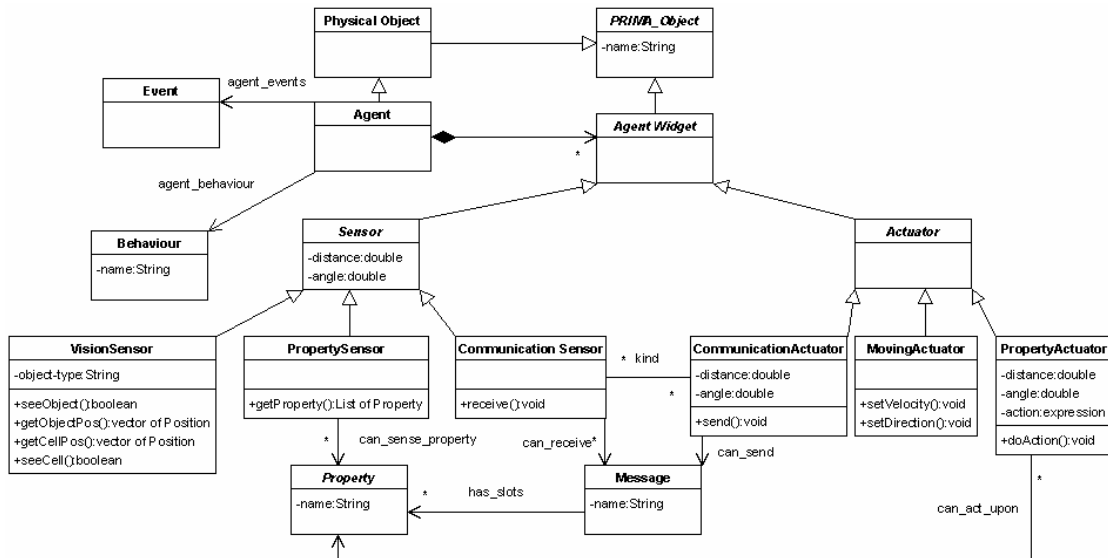 Physical Object
PRIMA_Object
-name:String
agent_events
Event
Agent
Agent Widget
*
agent_behaviour
Behaviour
-name:String
Sensor
-distance:double
-angle:double
Actuator
VisionSensor
-object-type:String
+seeObject():boolean
+getObjectPos():vector of Position
+getCellPos():vector of Position
+seeCell():boolean
PropertySensor
+getProperty():List of Property
Communication Sensor
+receive():void
* kind
*
CommunicationActuator
-distance:double
-angle:double
+send():void
MovingActuator
+setVelocity():void
+setDirection():void
PropertyActuator
-distance:double
-angle:double
-action:expression
+doAction():void
* can_sense_property
can_receive*
can_send
Property
-name:String
* has_slots
Message
-name:String
*
can_act_upon